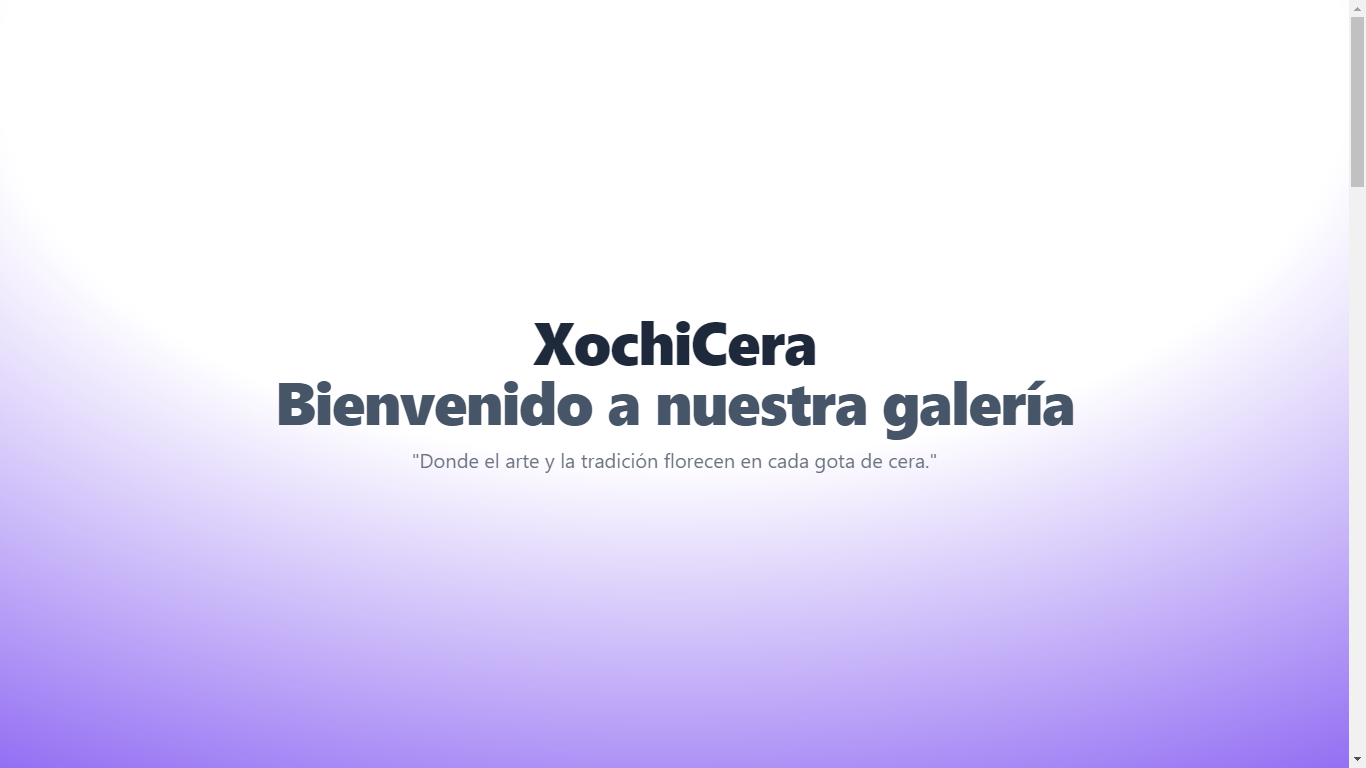 XochiCera
Bienvenido a nuestra galería
"Donde el arte y la tradición florecen en cada gota de cera."